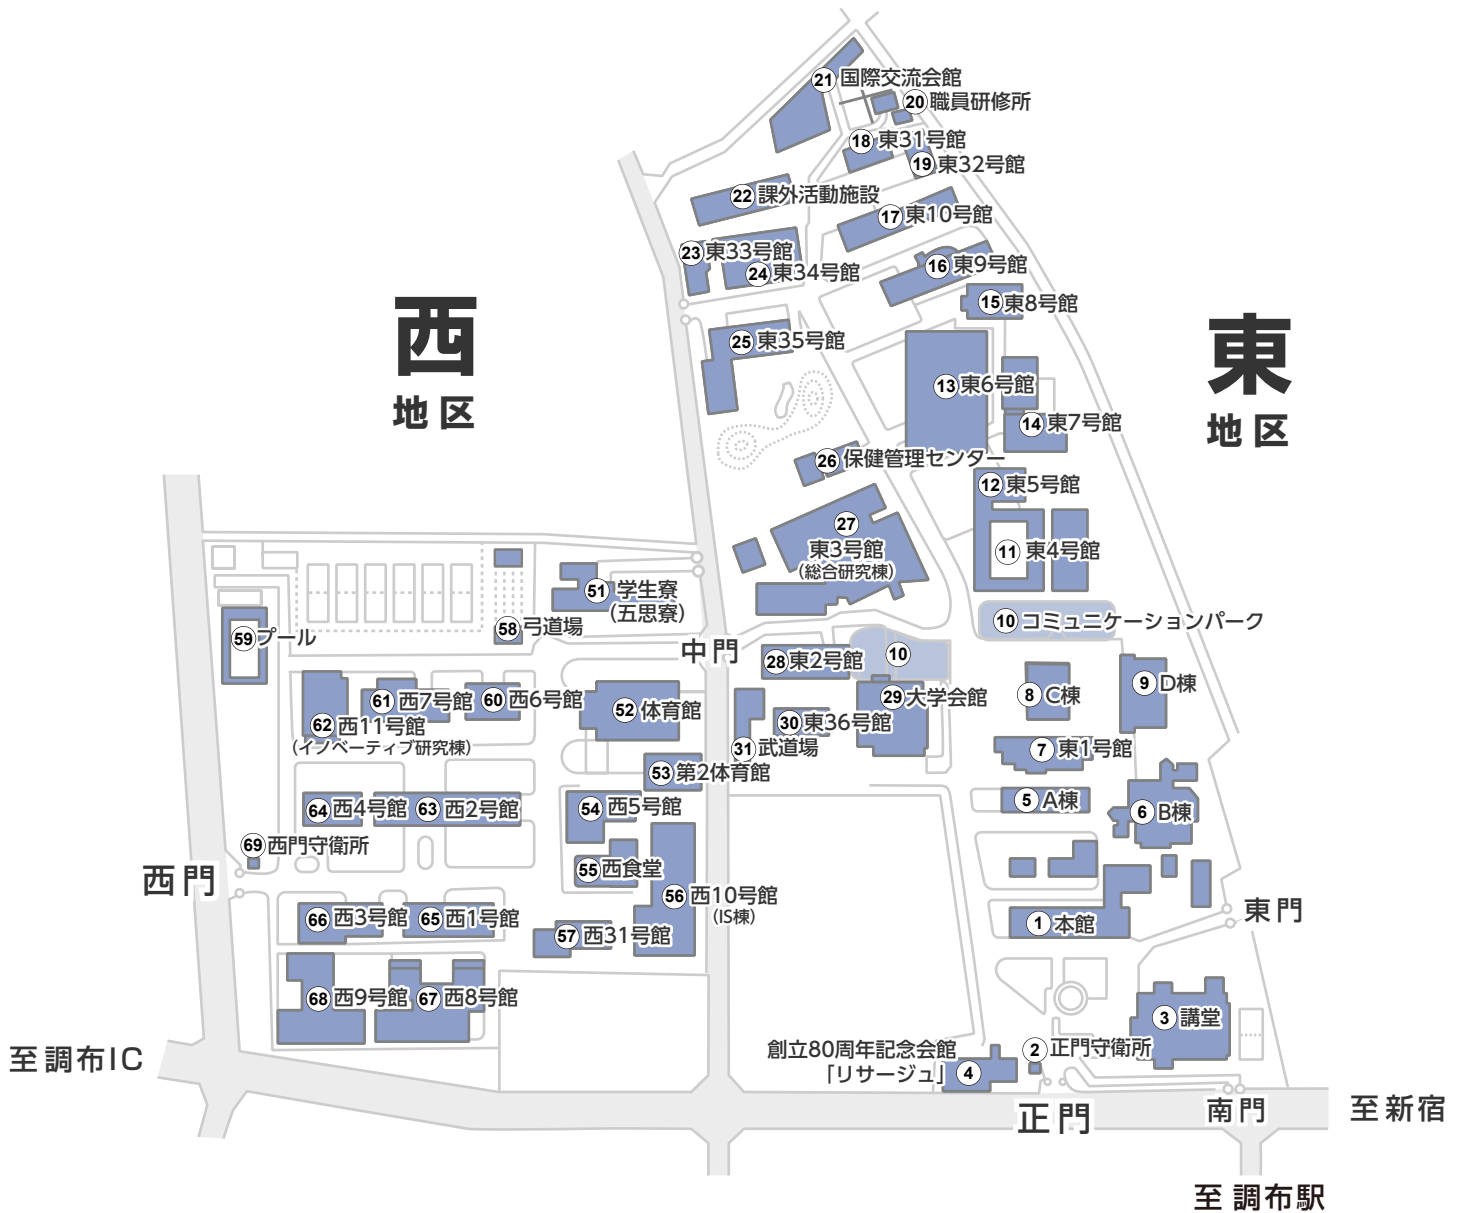 西
地区
東
地区
21 国際交流会館
20 職員研修所
18 東31号館
19 東32号館
22 課外活動施設
17 東10号館
23 東33号館
24 東34号館
16 東9号館
15 東8号館
25 東35号館
13 東6号館
14 東7号館
26 保健管理センター
12 東5号館
27
東3号館
(総合研究棟)
11 東4号館
51 学生寮
(五思寮)
58 弓道場
59 プール
10 コミュニケーションパーク
中門
28 東2号館
10
8 C棟
9 D棟
62 西11号館
(イノベーティブ研究棟)
61 西7号館
60 西6号館
52 体育館
29 大学会館
30 東36号館
31 武道場
7 東1号館
53 第2体育館
64 西4号館
63 西2号館
54 西5号館
5 A棟
6 B棟
69 西門守衛所
西門
55 西食堂
56 西10号館
(IS棟)
66 西3号館
65 西1号館
57 西31号館
1 本館
東門
68 西9号館
67 西8号館
3 講堂
至調布IC
創立80周年記念会館
「リサージュ」 4
2 正門守衛所
正門
南門
至新宿
至 調布駅